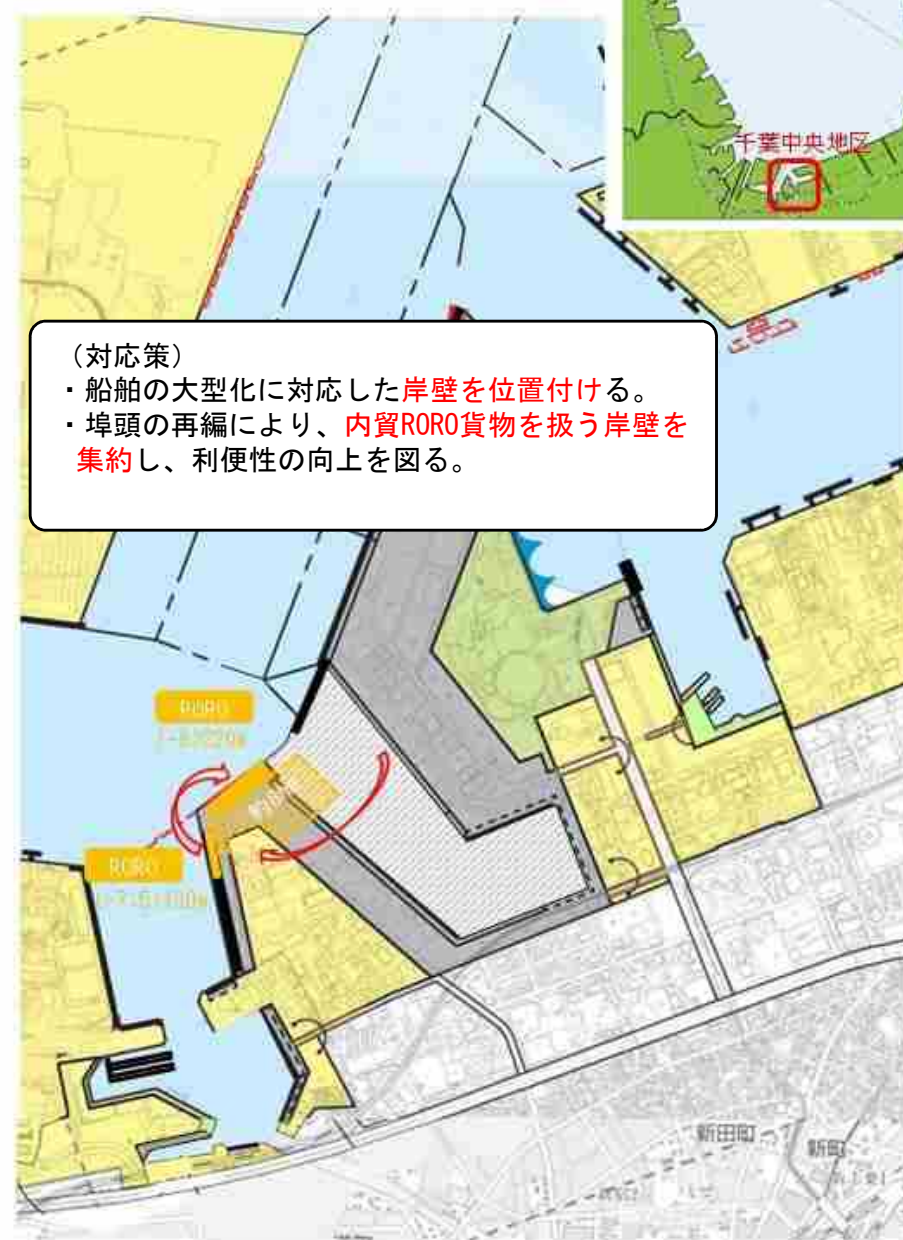 千葉中央地区
（対応策）
・船舶の大型化に対応した岸壁を位置付ける。
・埠頭の再編により、内貿RORO貨物を扱う岸壁を
集約し、利便性の向上を図る。
RORO
RORO
新田町
新町